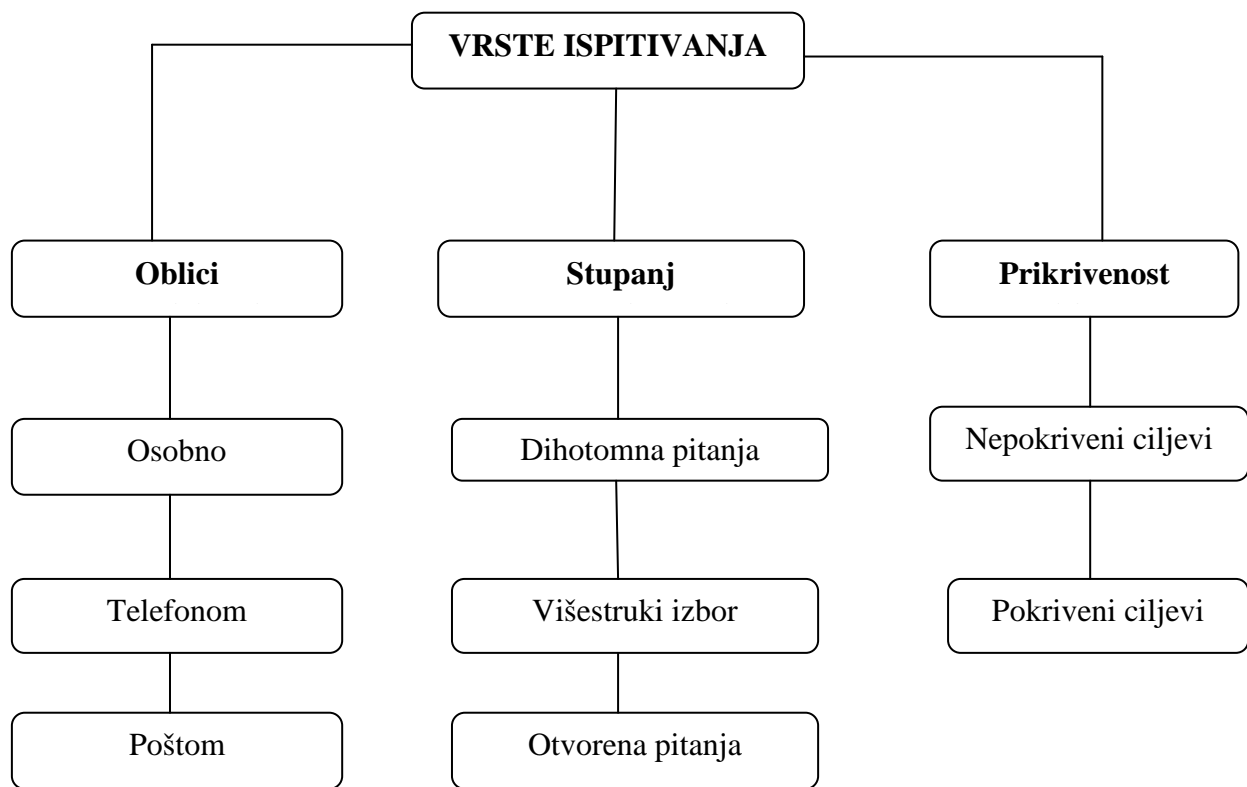 VRSTE ISPITIVANJA
Oblici
Stupanj
Prikrivenost
Osobno
Dihotomna pitanja
Nepokriveni ciljevi
Telefonom
Višestruki izbor
Pokriveni ciljevi
Poštom
Otvorena pitanja